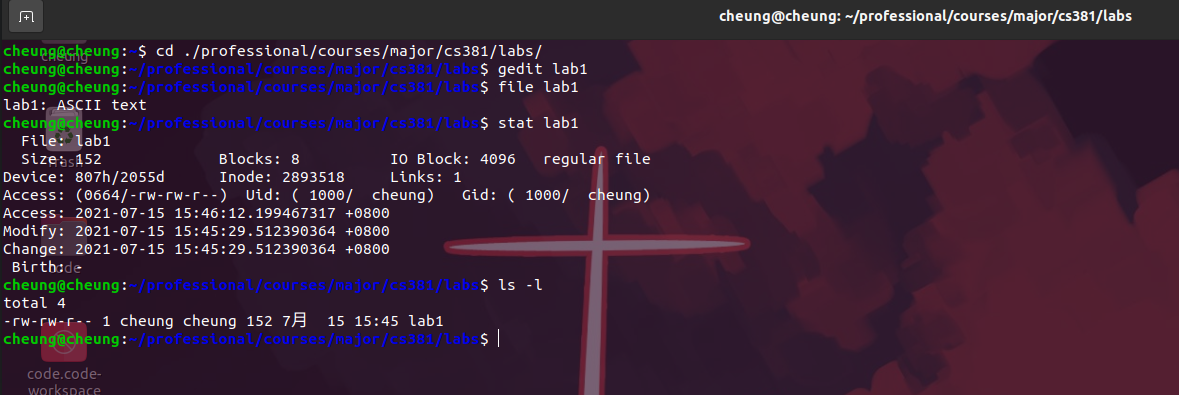 cheung@cheung: ~/professional/courses/major/cs381/labs
cheung@cheung:~$ cd ./professional/courses/major/cs381/labs/
cheung@cheung:~/professional/courses/major/cs381/labs$ gedit lab1
cheung@cheung:~/professional/courses/major/cs381/labs$ file lab1
lab1: ASCII text
cheung@cheung:~/professional/courses/major/cs381/labs$ stat lab1
  File: lab1
  Size: 152             Blocks: 8          IO Block: 4096   regular file
Device: 807h/2055d      Inode: 2893518     Links: 1
Access: (0664/-rw-rw-r--)  Uid: ( 1000/  cheung)   Gid: ( 1000/  cheung)
Access: 2021-07-15 15:46:12.199467317 +0800
Modify: 2021-07-15 15:45:29.512390364 +0800
Change: 2021-07-15 15:45:29.512390364 +0800
 Birth: -
cheung@cheung:~/professional/courses/major/cs381/labs$ ls -l
total 4
-rw-rw-r-- 1 cheung cheung 152 7月  15 15:45 lab1
cheung@cheung:~/professional/courses/major/cs381/labs$
cheung
Trash
code
code.code-
workspace